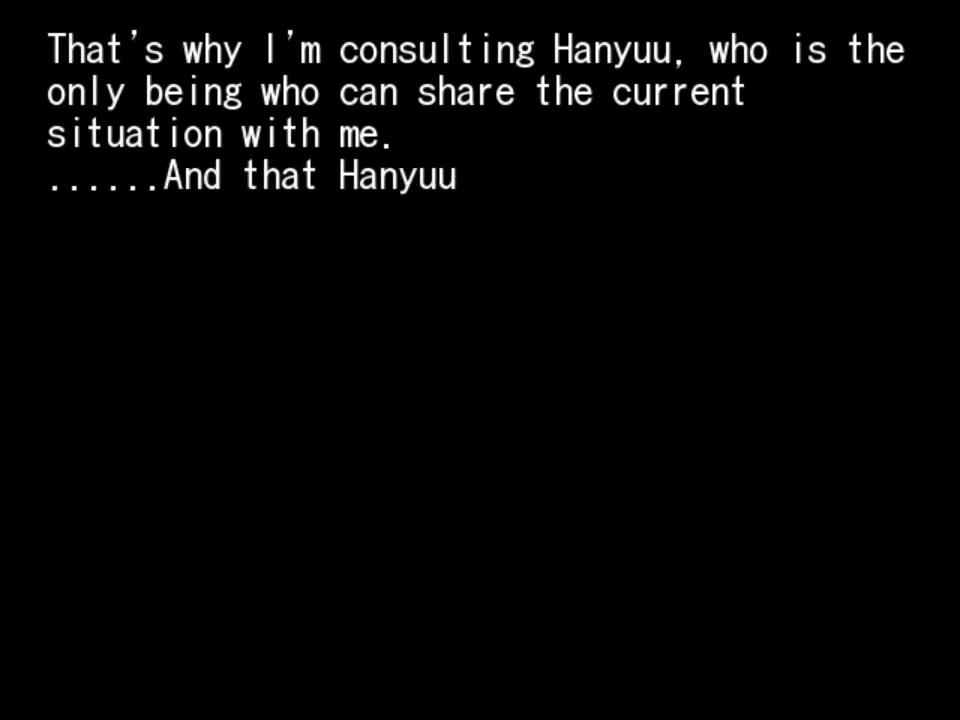 That's why I'm consulting Hanyuu, who is the
only being who can share the current
situation with me.
......And that Hanyuu